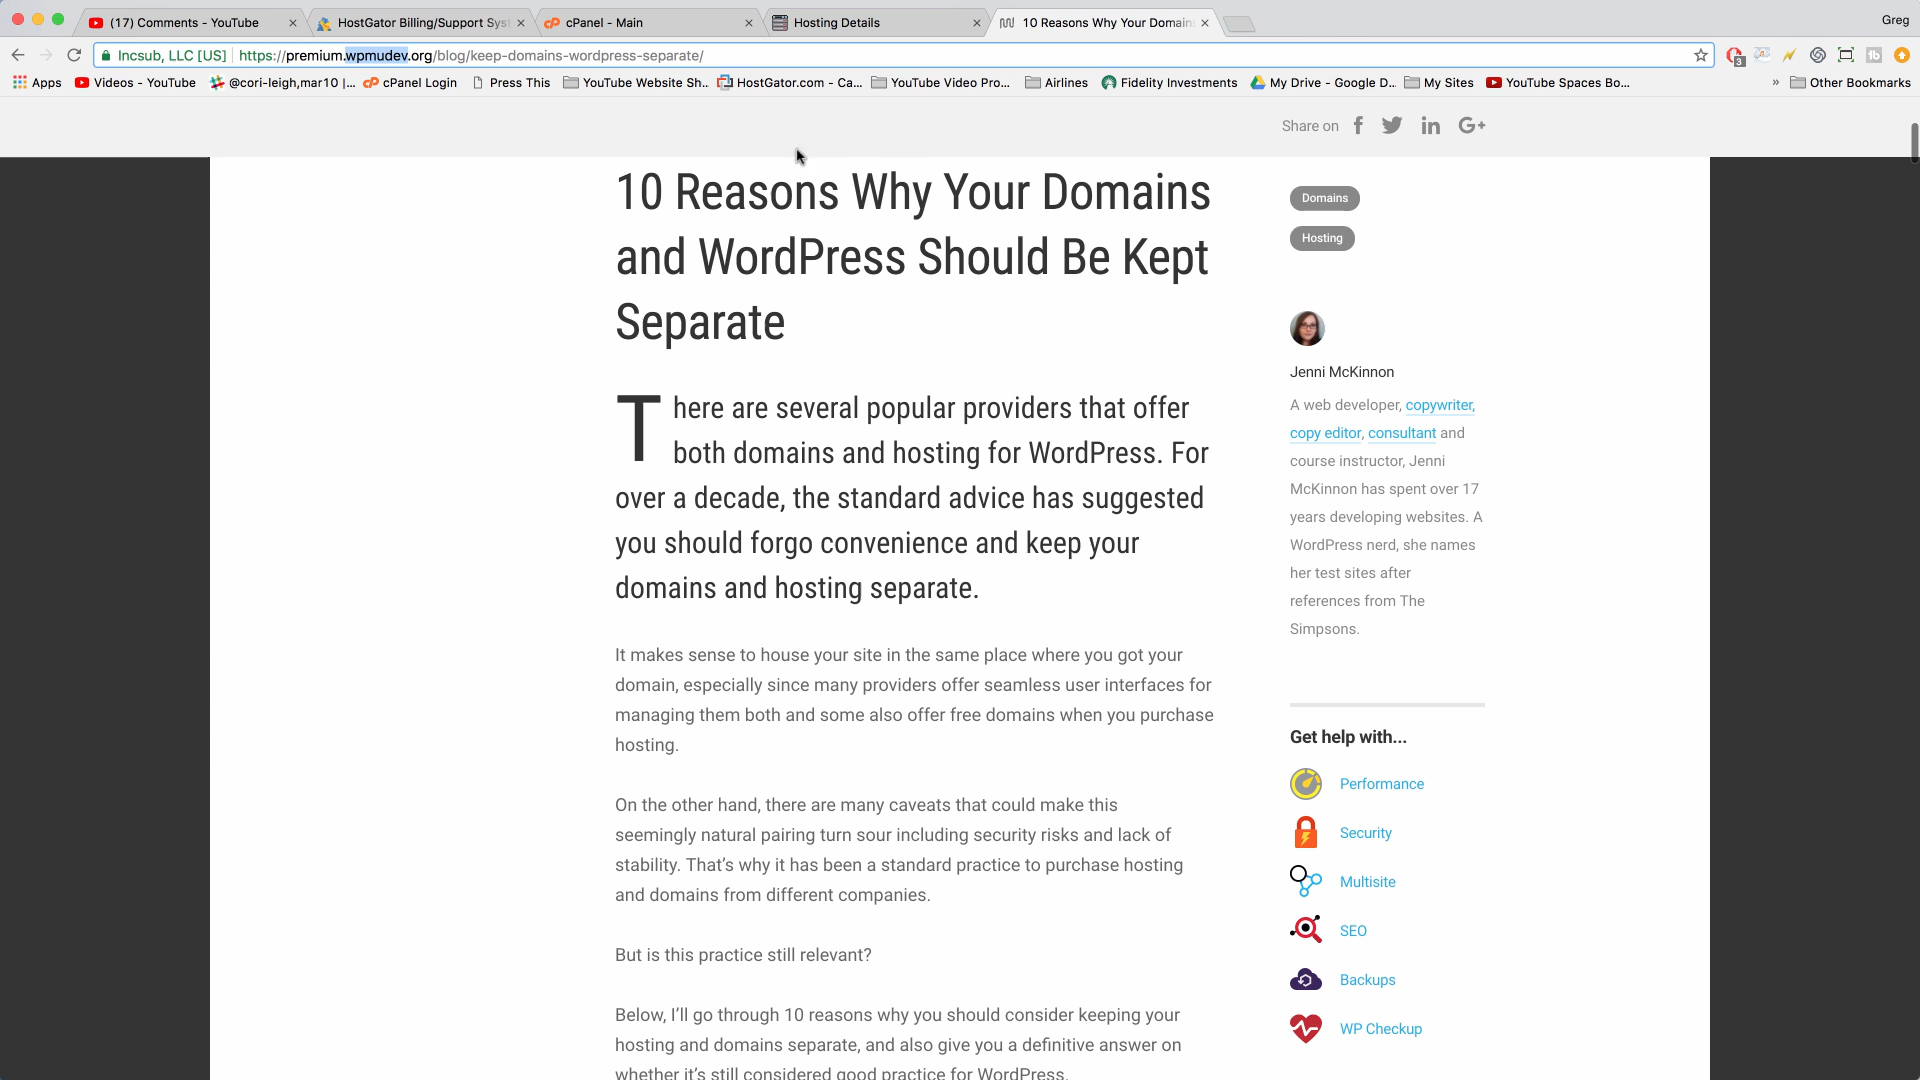 (17) Comments - YouTube
HostGator Billing/Support Sys
cPanel - Main
Hosting Details
10 Reasons Why Your Domain
Greg
Incsub, LLC [US]
https://premium.wpmudev.org/blog/keep-domains-wordpress-separate/
3
Apps
Videos - YouTube
@cori-leigh,mar10 |...
cPanel Login
Press This
YouTube Website Sh...
HostGator.com - Ca...
YouTube Video Pro...
Airlines
Fidelity Investments
My Drive - Google D...
My Sites
YouTube Spaces Bo...
»
Other Bookmarks
Share on
10 Reasons Why Your Domains
and WordPress Should Be Kept
Separate
There are several popular providers that offer
both domains and hosting for WordPress. For
over a decade, the standard advice has suggested
you should forgo convenience and keep your
domains and hosting separate.
It makes sense to house your site in the same place where you got your
domain, especially since many providers offer seamless user interfaces for
managing them both and some also offer free domains when you purchase
hosting.
On the other hand, there are many caveats that could make this
seemingly natural pairing turn sour including security risks and lack of
stability. That's why it has been a standard practice to purchase hosting
and domains from different companies.
But is this practice still relevant?
Below, I'll go through 10 reasons why you should consider keeping your
hosting and domains separate, and also give you a definitive answer on
whether it's still considered good practice for WordPress.
Domains
Hosting
Jenni McKinnon
A web developer, copywriter,
copy editor, consultant and
course instructor, Jenni
McKinnon has spent over 17
years developing websites. A
WordPress nerd, she names
her test sites after
references from The
Simpsons.
Get help with...
Performance
Security
Multisite
SEO
Backups
WP Checkup